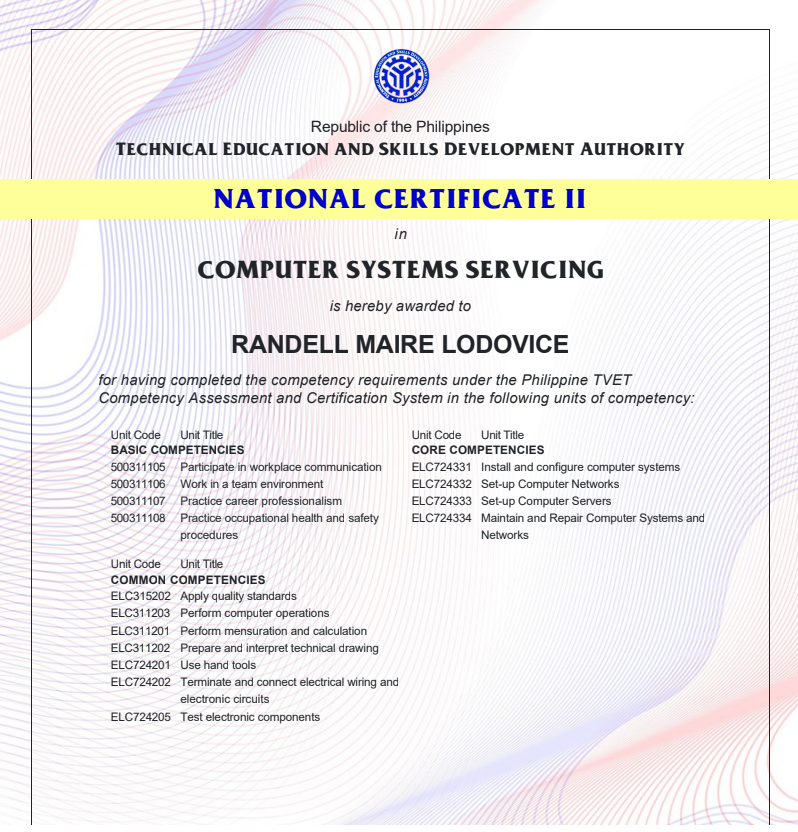 TECHNICAL EDUCATION AND SKILLS DEVELOPMENT AUTHORITY
• 1994 •
Republic of the Philippines
TECHNICAL EDUCATION AND SKILLS DEVELOPMENT AUTHORITY
NATIONAL CERTIFICATE II
in
COMPUTER SYSTEMS SERVICING
is hereby awarded to
RANDELL MAIRE LODOVICE
for having completed the competency requirements under the Philippine TVET
Competency Assessment and Certification System in the following units of competency:
Unit Code Unit Title
BASIC COMPETENCIES
500311105 Participate in workplace communication
500311106 Work in a team environment
500311107 Practice career professionalism
500311108 Practice occupational health and safety
procedures
Unit Code Unit Title
COMMON COMPETENCIES
ELC315202 Apply quality standards
ELC311203 Perform computer operations
ELC311201 Perform mensuration and calculation
ELC311202 Prepare and interpret technical drawing
ELC724201 Use hand tools
ELC724202 Terminate and connect electrical wiring and
electronic circuits
ELC724205 Test electronic components
Unit Code Unit Title
CORE COMPETENCIES
ELC724331 Install and configure computer systems
ELC724332 Set-up Computer Networks
ELC724333 Set-up Computer Servers
ELC724334 Maintain and Repair Computer Systems and
Networks